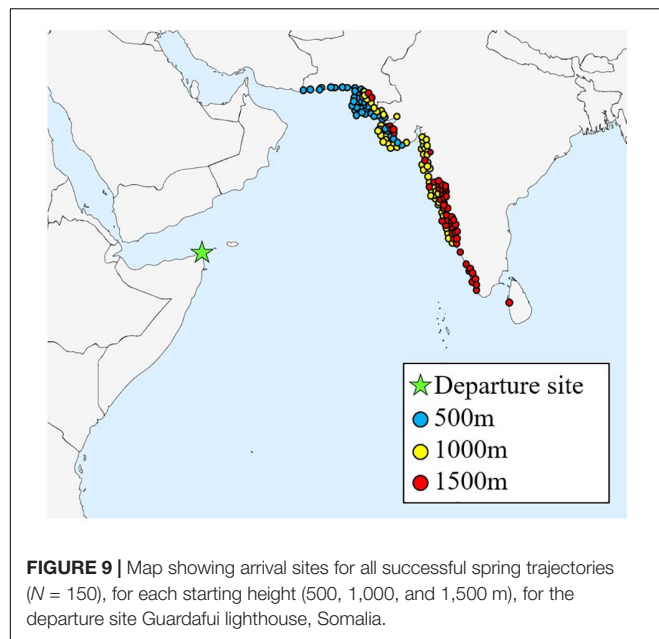 Departure site
500m
1000m
1500m
FIGURE 9 | Map showing arrival sites for all successful spring trajectories
(N = 150), for each starting height (500, 1,000, and 1,500 m), for the
departure site Guardafui lighthouse, Somalia.